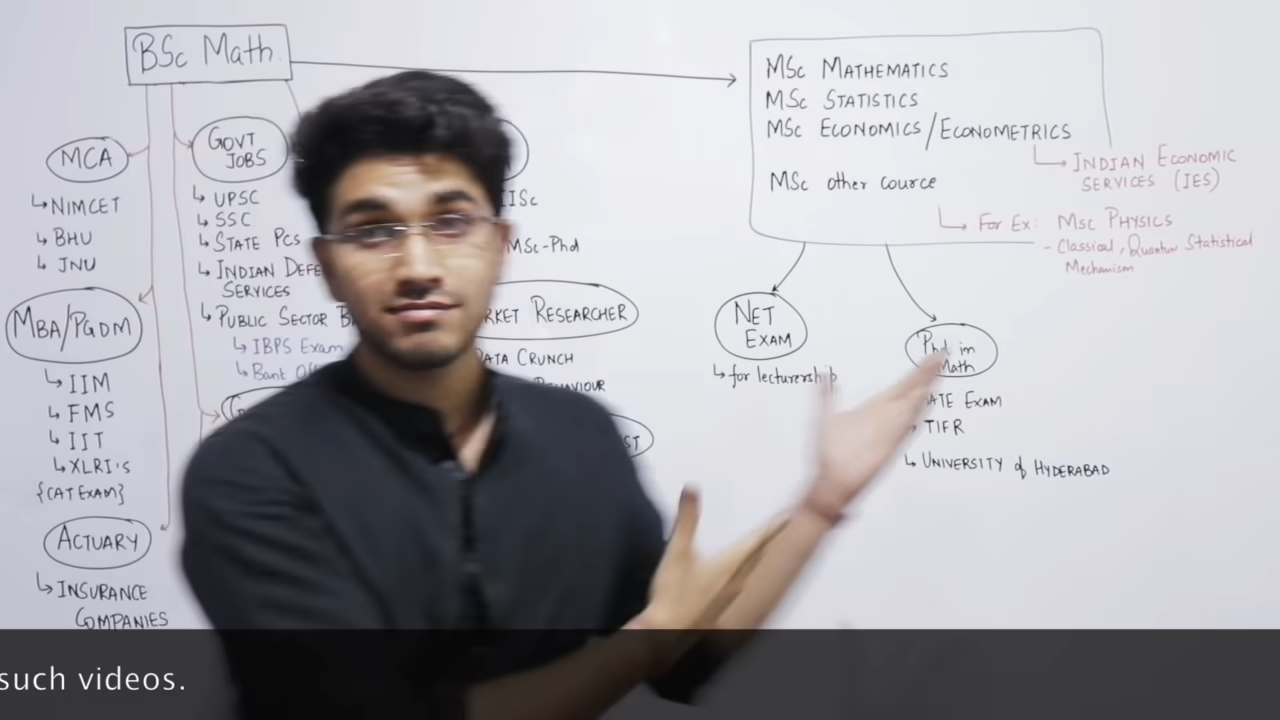 BSc Math.
MCA
NIMCET
BHU
JNU
MBA/PGDM
IIM
FMS
IIT
XLRI's
{CAT EXAM}
ACTUARY
INSURANCE
COMPANIES
GOVT
JOBS
UPSC
SSC
STATE PCS
INDIAN
SERVICES
PUBLIC SECTOR
IBPS Exam
Bank
IISc
MSc-Phd
RESEARCHER
DATA CRUNCH
BEHAVIOUR
MSc MATHEMATICS
MSc STATISTICS
MSc ECONOMICS/ECONOMETRICS
MSc other cource
INDIAN ECONOMIC
SERVICES (IES)
For Ex: MSc PHYSICS
- Classical, Quantum Statistical
Mechanism
NET
EXAM
for lecturership
Phd in
Math
EXAM
TIFR
UNIVERSITY of HYDERABAD
such videos.